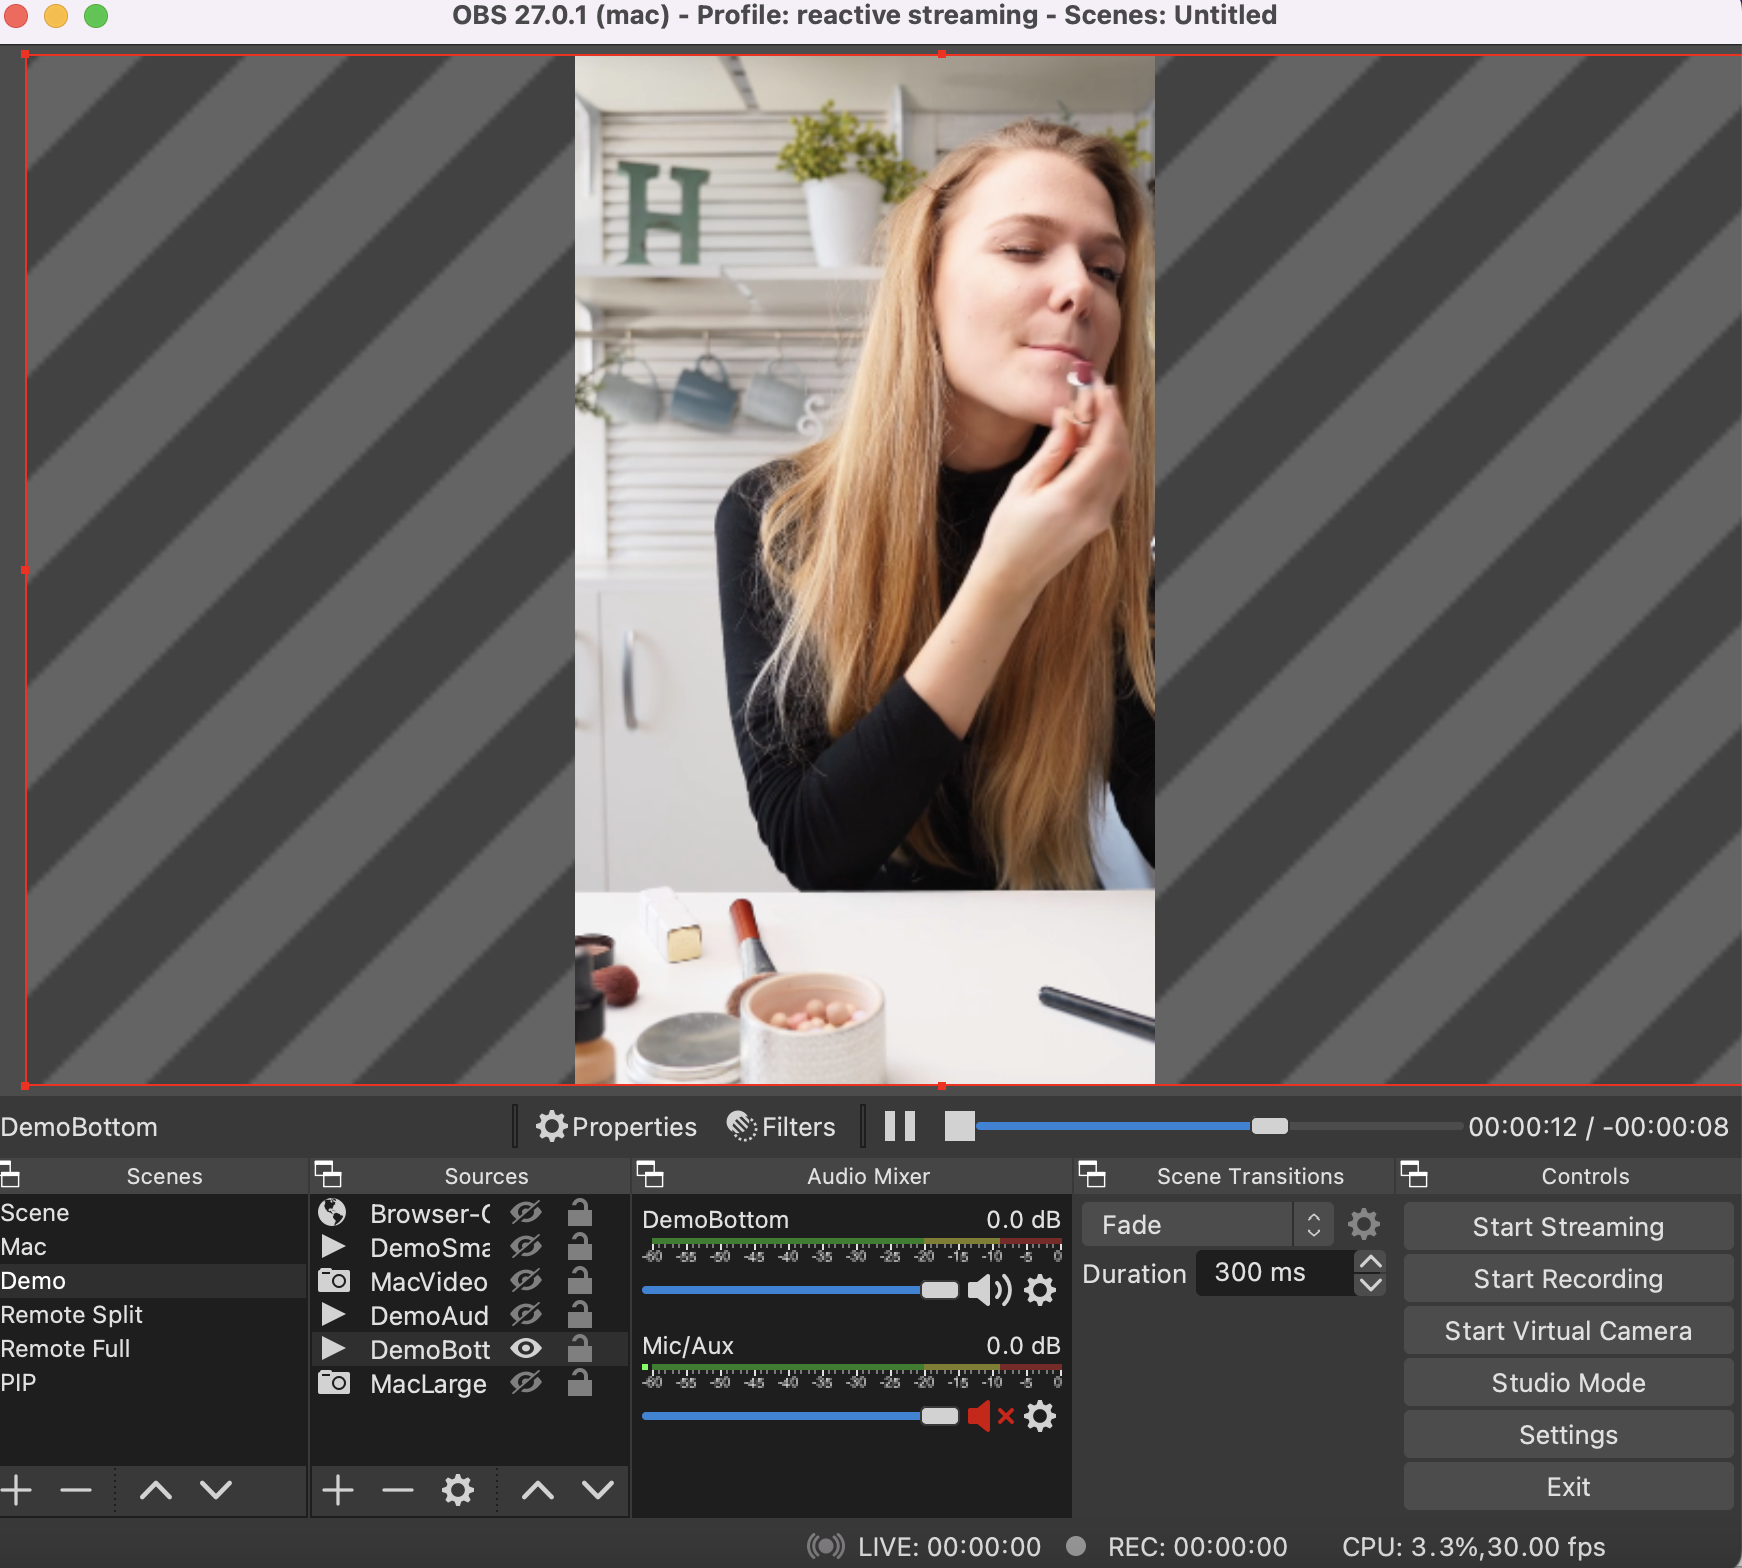 OBS 27.0.1 (mac) - Profile: reactive streaming - Scenes: Untitled
H
DemoBottom
Properties
Filters
00:00:12 / -00:00:08
Scenes
Scene
Mac
Demo
Remote Split
Remote Full
PIP
Sources
Browser-C
DemoSma
MacVideo
DemoAud
DemoBott
MacLarge
Audio Mixer
DemoBottom 0.0 dB
-60 -55 -50 -45 -40 -35 -30 -25 -20 -15 -10 -5 0
Mic/Aux 0.0 dB
-60 -55 -50 -45 -40 -35 -30 -25 -20 -15 -10 -5 0
Scene Transitions
Fade
Duration 300 ms
Controls
Start Streaming
Start Recording
Start Virtual Camera
Studio Mode
Settings
Exit
LIVE: 00:00:00 REC: 00:00:00 CPU: 3.3%,30.00 fps